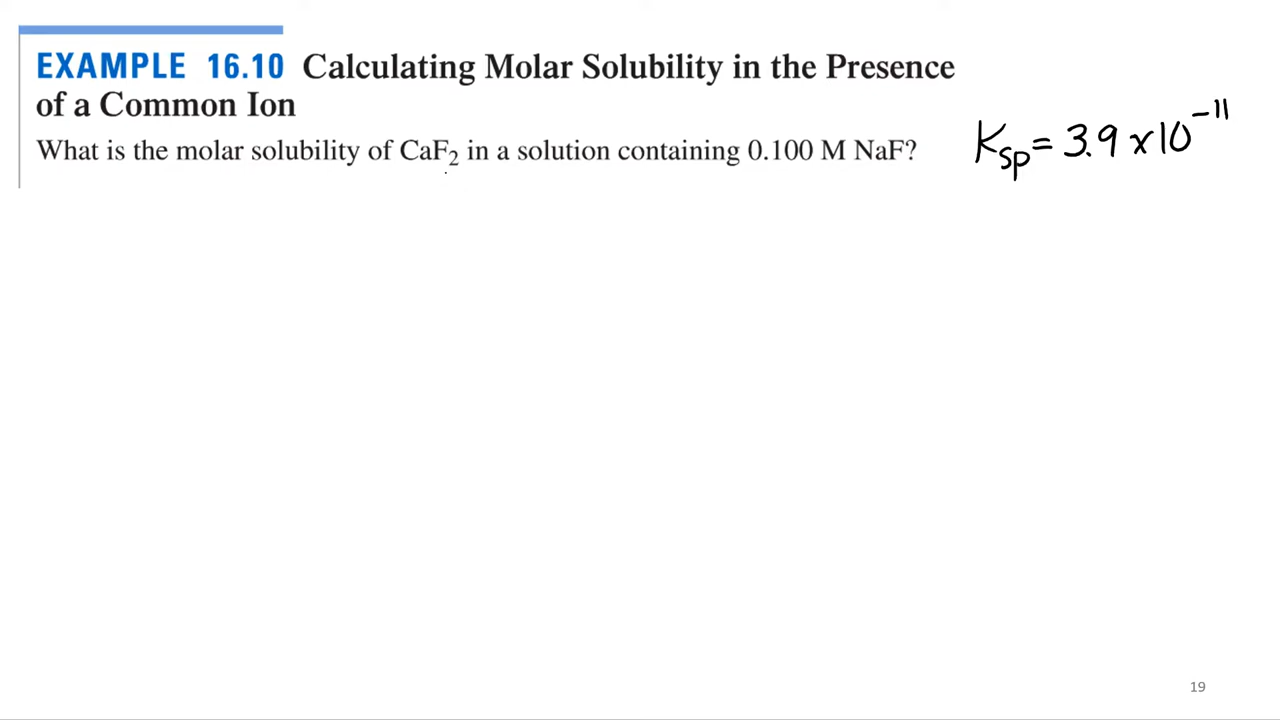 EXAMPLE 16.10 Calculating Molar Solubility in the Presence
of a Common Ion
What is the molar solubility of CaF₂ in a solution containing 0.100 M NaF?
Ksp = 3.9 x 10⁻¹¹
19